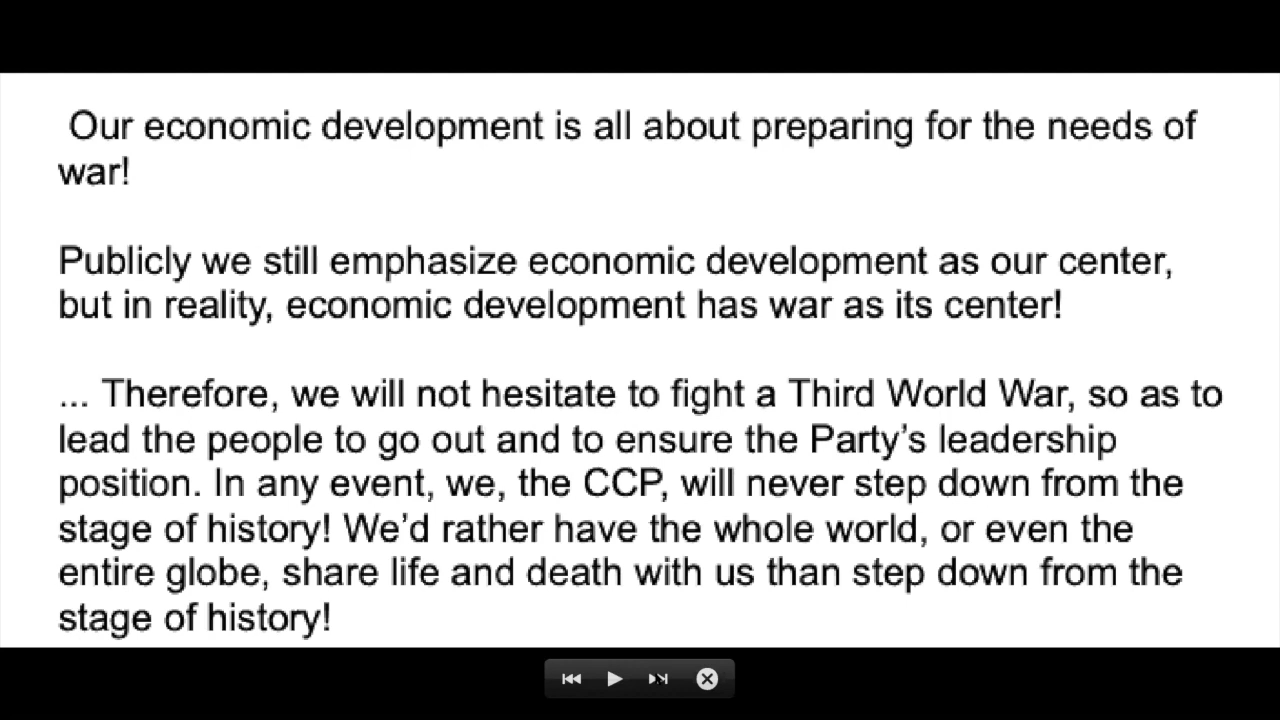 Our economic development is all about preparing for the needs of
war!
Publicly we still emphasize economic development as our center,
but in reality, economic development has war as its center!
... Therefore, we will not hesitate to fight a Third World War, so as to
lead the people to go out and to ensure the Party’s leadership
position. In any event, we, the CCP, will never step down from the
stage of history! We’d rather have the whole world, or even the
entire globe, share life and death with us than step down from the
stage of history!